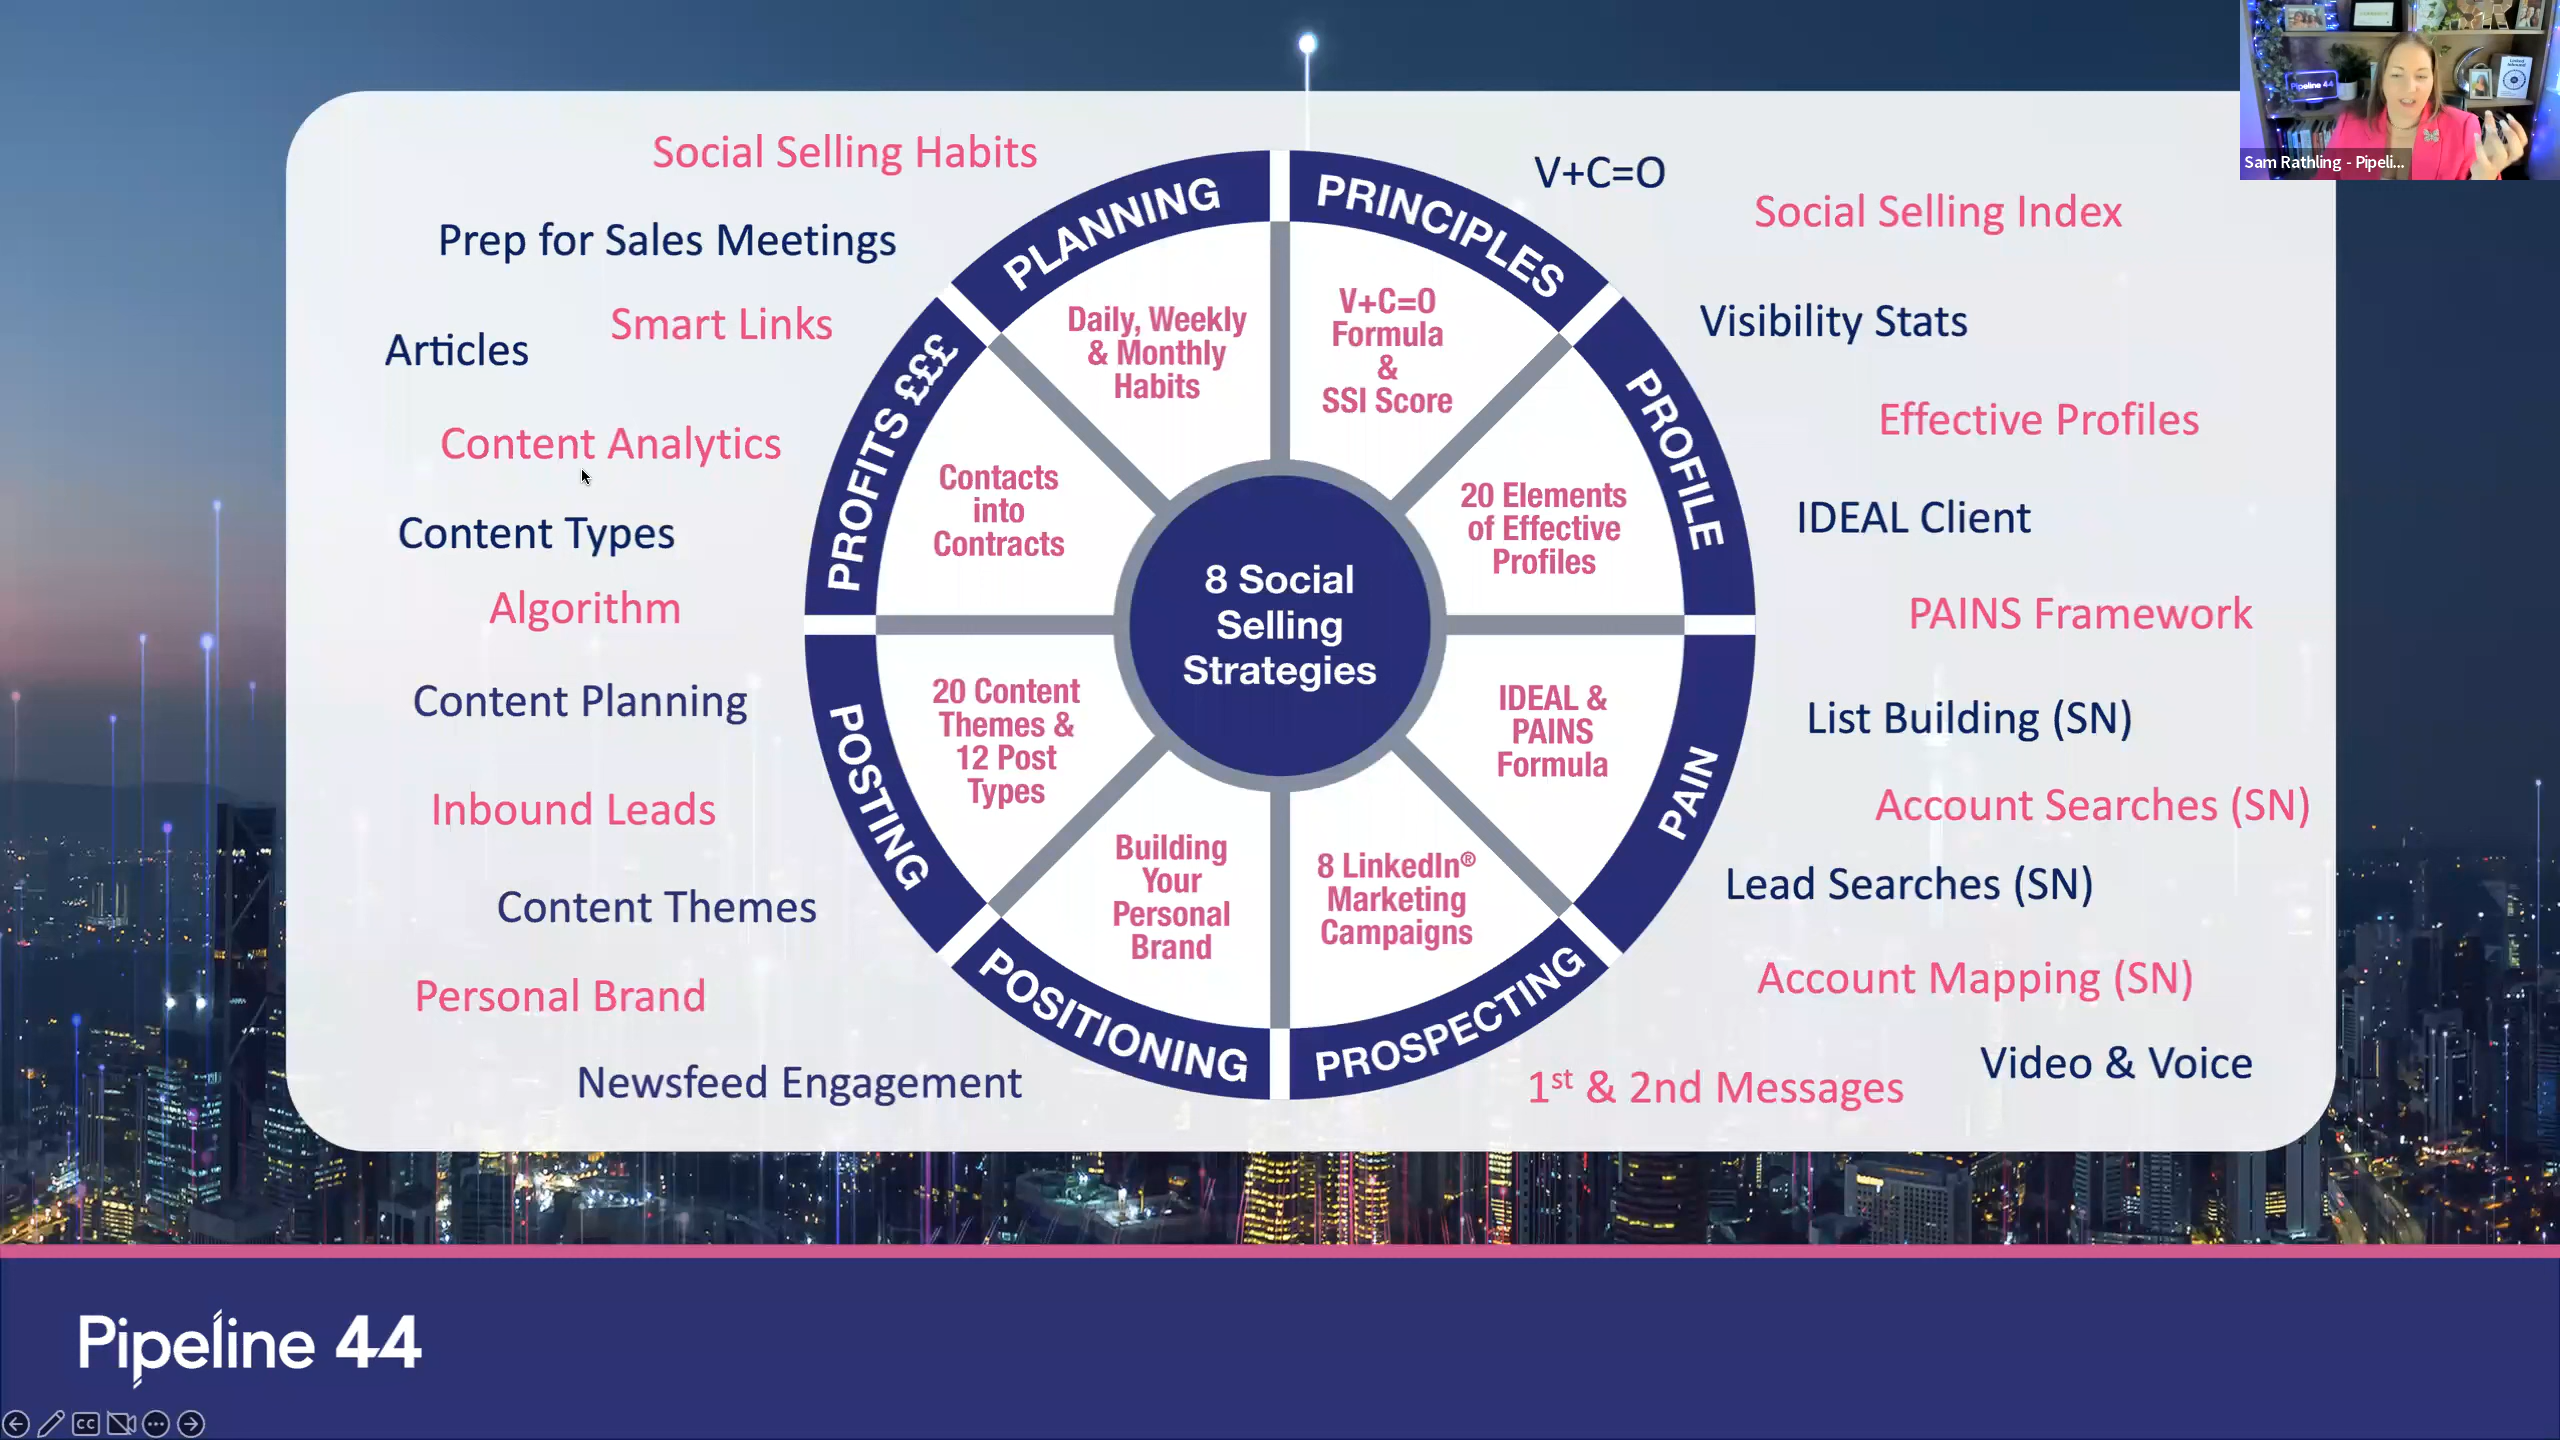 Social Selling Habits
Prep for Sales Meetings
Smart Links
Articles
Content Analytics
Content Types
Algorithm
Content Planning
Inbound Leads
Content Themes
Personal Brand
Newsfeed Engagement
PLANNING
Daily, Weekly
& Monthly
Habits
PRINCIPLES
V+C=O
Formula
&
SSI Score
PROFILE
20 Elements
of Effective
Profiles
PAIN
IDEAL &
PAINS
Formula
PROSPECTING
8 LinkedIn®
Marketing
Campaigns
POSITIONING
Building
Your
Personal
Brand
POSTING
20 Content
Themes &
12 Post
Types
PROFITS £££
Contacts
into
Contracts
8 Social
Selling
Strategies
V+C=O
Social Selling Index
Visibility Stats
Effective Profiles
IDEAL Client
PAINS Framework
List Building (SN)
Account Searches (SN)
Lead Searches (SN)
Account Mapping (SN)
Video & Voice
1st & 2nd Messages
Pipeline 44
Sam Rathling - Pipeli...
Pipeline 44
CC